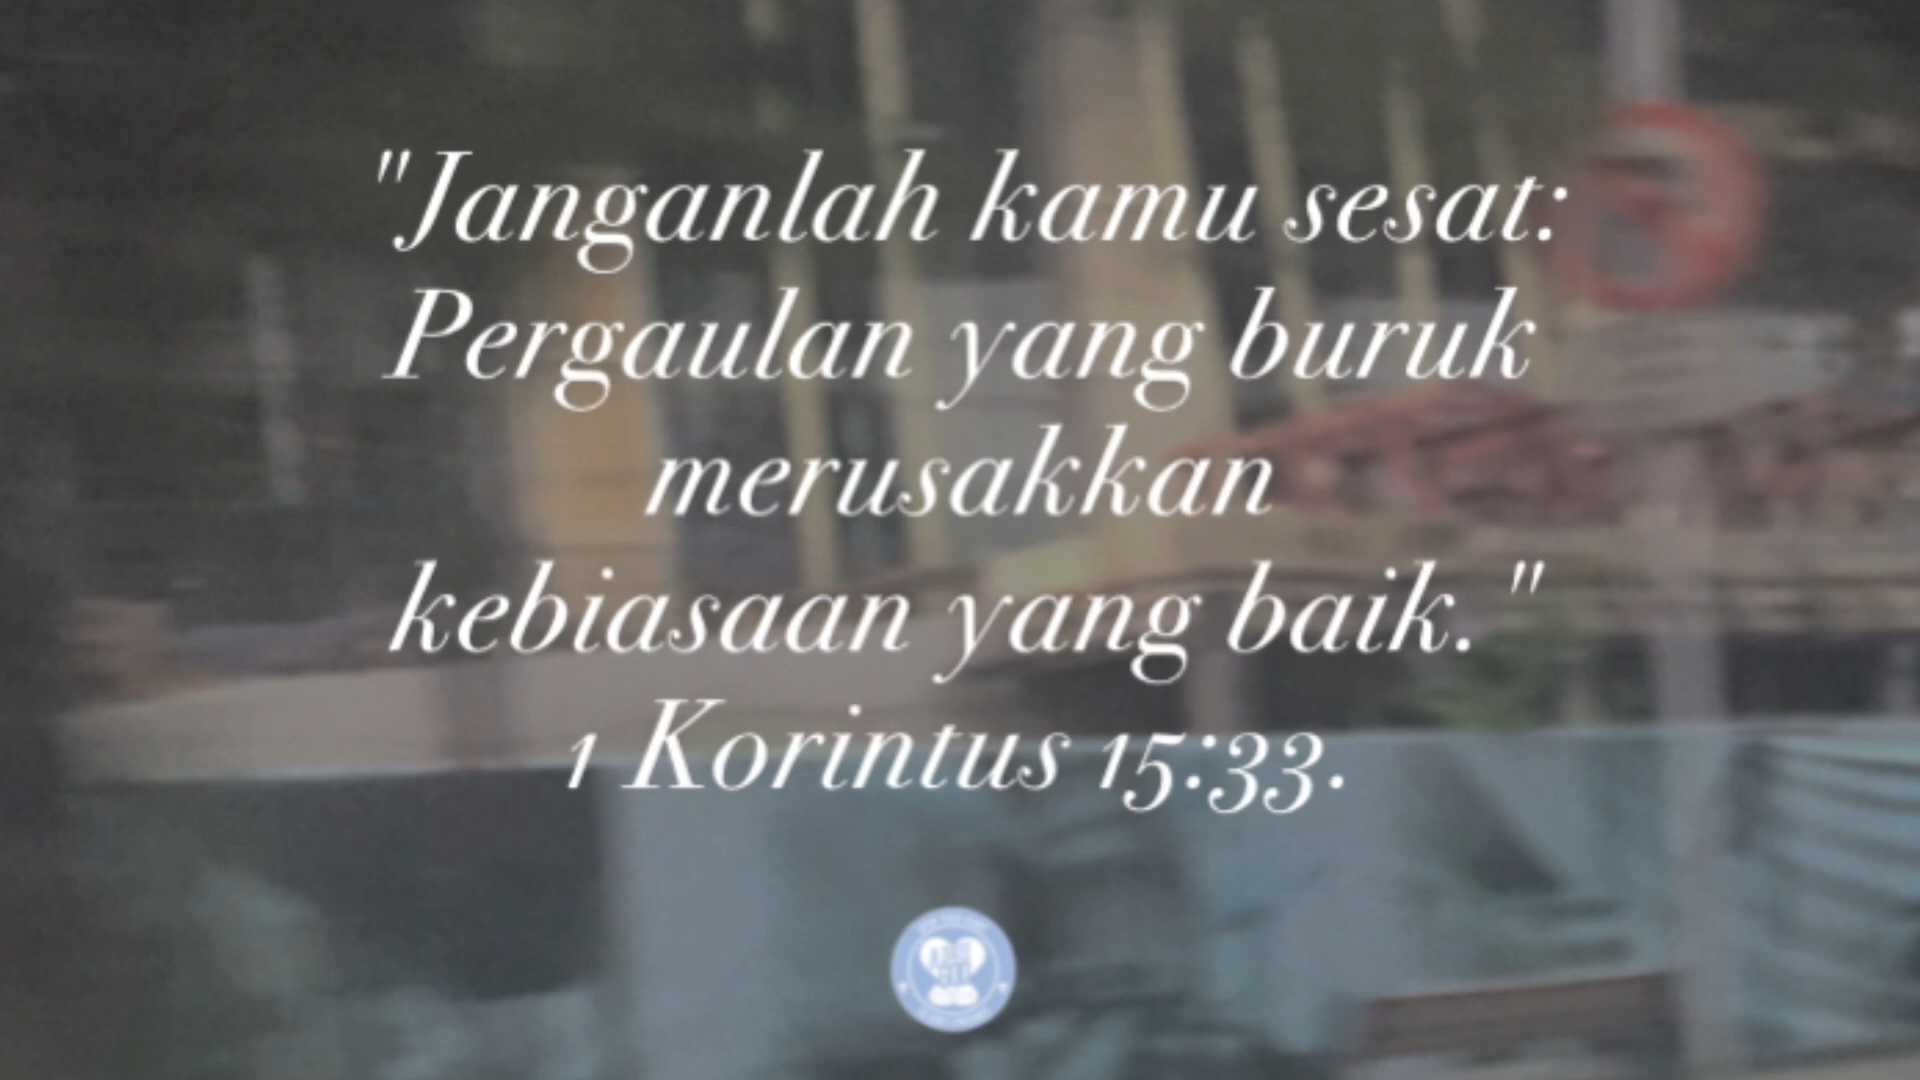 "Janganlah kamu sesat:
Pergaulan yang buruk
merusakkan
kebiasaan yang baik."
1 Korintus 15:33.